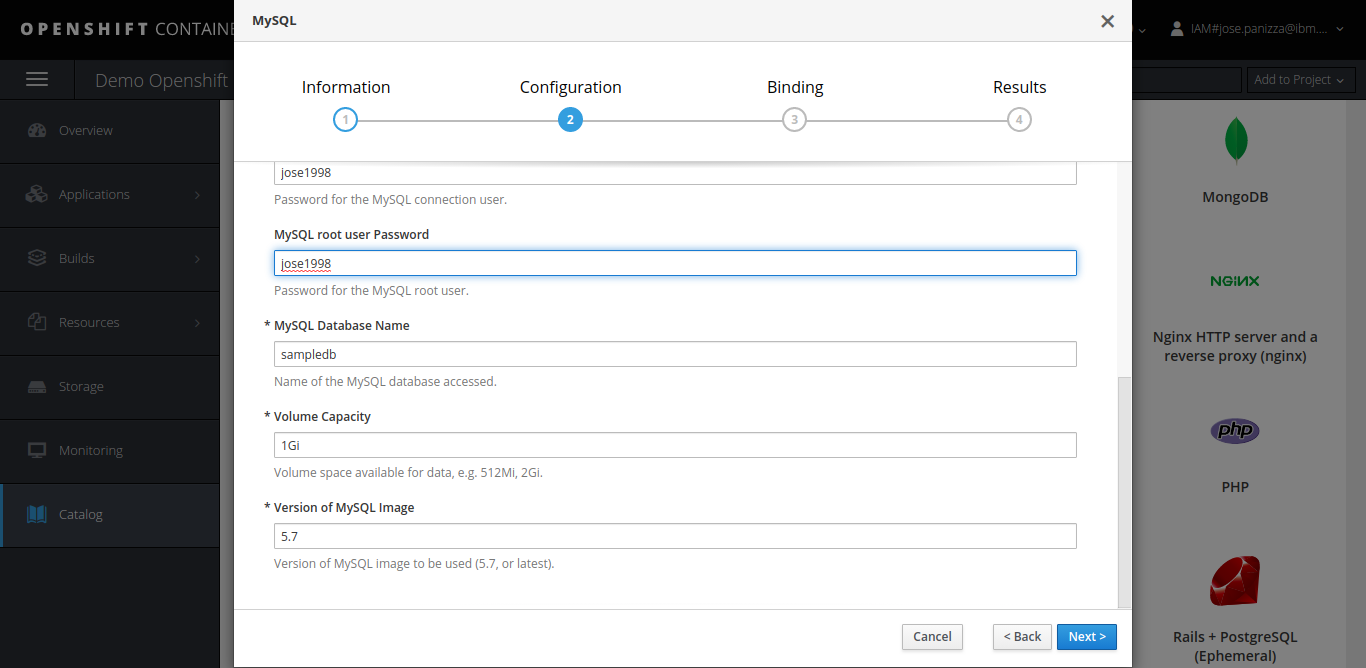 MySQL
OPENSHIFT CONTAINE
IAM#jose.panizza@ibm....
Demo Openshift
Add to Project
Information
Configuration
Binding
Results
1
2
3
4
Overview
Applications
Builds
Resources
Storage
Monitoring
Catalog
jose1998
Password for the MySQL connection user.
MySQL root user Password
jose1998
Password for the MySQL root user.
* MySQL Database Name
sampledb
Name of the MySQL database accessed.
* Volume Capacity
1Gi
Volume space available for data, e.g. 512Mi, 2Gi.
* Version of MySQL Image
5.7
Version of MySQL image to be used (5.7, or latest).
Cancel
< Back
Next >
MongoDB
NGINX
Nginx HTTP server and a
reverse proxy (nginx)
php
PHP
Rails + PostgreSQL
(Ephemeral)